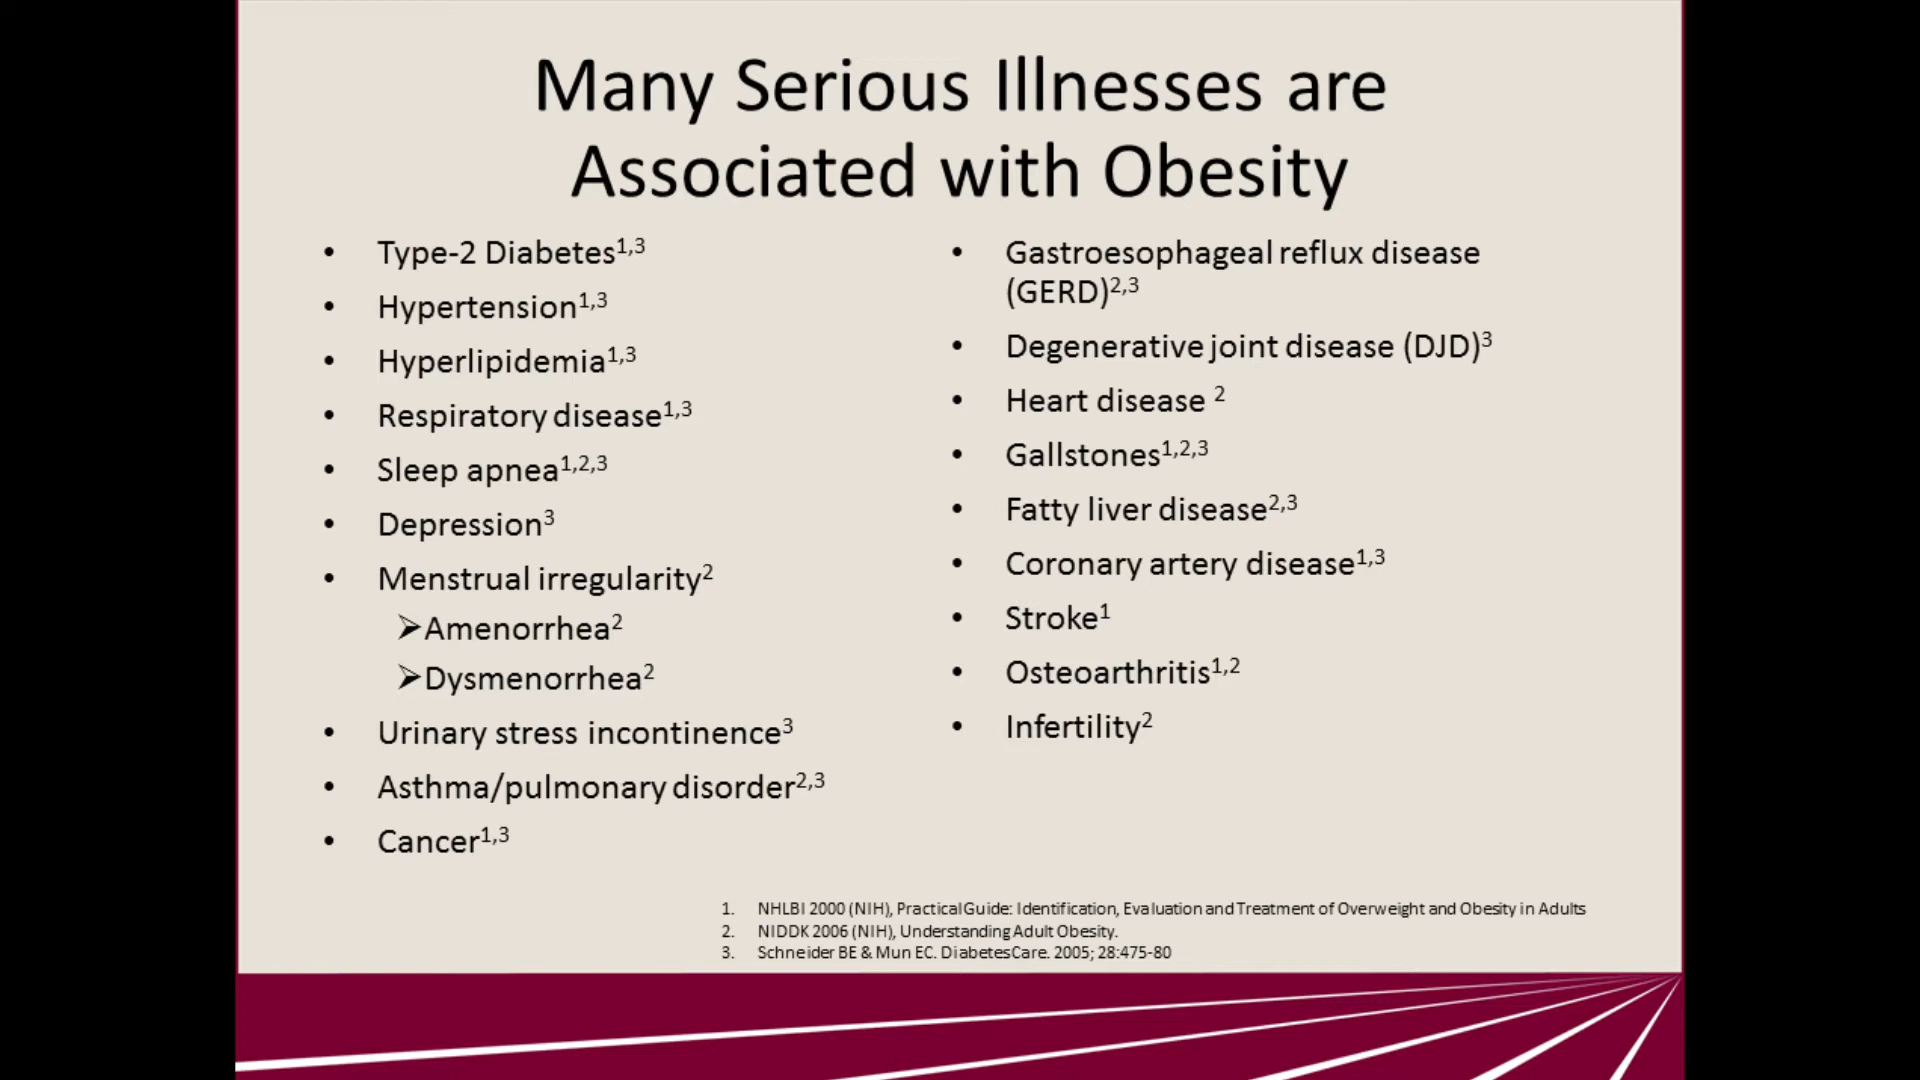 Many Serious Illnesses are
Associated with Obesity
• Type-2 Diabetes1,3
• Hypertension1,3
• Hyperlipidemia1,3
• Respiratory disease1,3
• Sleep apnea1,2,3
• Depression3
• Menstrual irregularity2
➢Amenorrhea2
➢Dysmenorrhea2
• Urinary stress incontinence3
• Asthma/pulmonary disorder2,3
• Cancer1,3
• Gastroesophageal reflux disease
(GERD)2,3
• Degenerative joint disease (DJD)3
• Heart disease 2
• Gallstones1,2,3
• Fatty liver disease2,3
• Coronary artery disease1,3
• Stroke1
• Osteoarthritis1,2
• Infertility2
1. NHLBI 2000 (NIH), Practical Guide: Identification, Evaluation and Treatment of Overweight and Obesity in Adults
2. NIDDK 2006 (NIH), Understanding Adult Obesity.
3. Schneider BE & Mun EC. Diabetes Care. 2005; 28:475-80